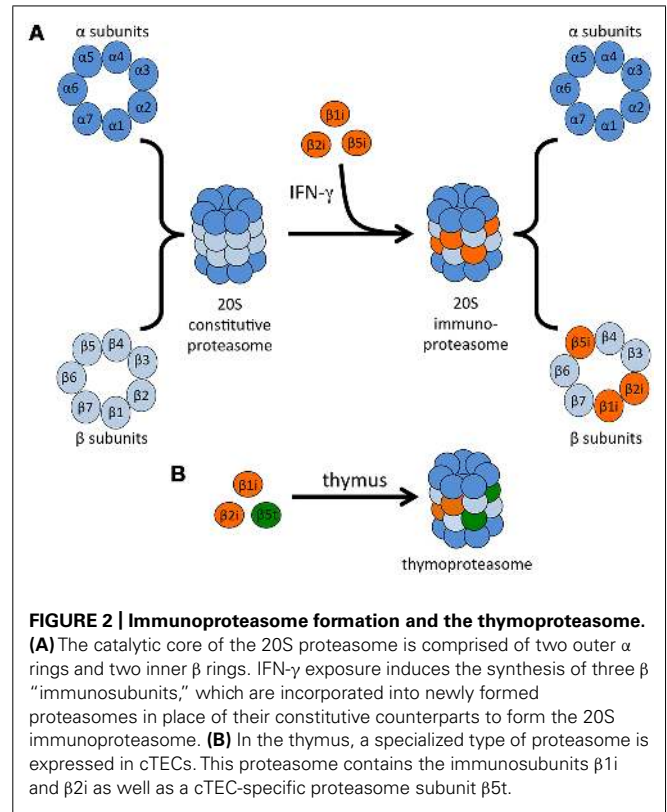 A
α subunits
α5 α4 α3 α2 α1 α7 α6
β1i
β2i β5i
IFN-γ
α subunits
α5 α4 α3 α2 α1 α7 α6
20S
constitutive
proteasome
20S
immuno-
proteasome
β5 β4 β3 β2 β1 β7 β6
β subunits
β5i β4 β3 β2i β1i β7 β6
β subunits
B
β1i
β2i β5t
thymus
thymoproteasome
FIGURE 2 | Immunoproteasome formation and the thymoproteasome.
(A) The catalytic core of the 20S proteasome is comprised of two outer α
rings and two inner β rings. IFN-γ exposure induces the synthesis of three β
“immunosubunits,” which are incorporated into newly formed
proteasomes in place of their constitutive counterparts to form the 20S
immunoproteasome. (B) In the thymus, a specialized type of proteasome is
expressed in cTECs. This proteasome contains the immunosubunits β1i
and β2i as well as a cTEC-specific proteasome subunit β5t.